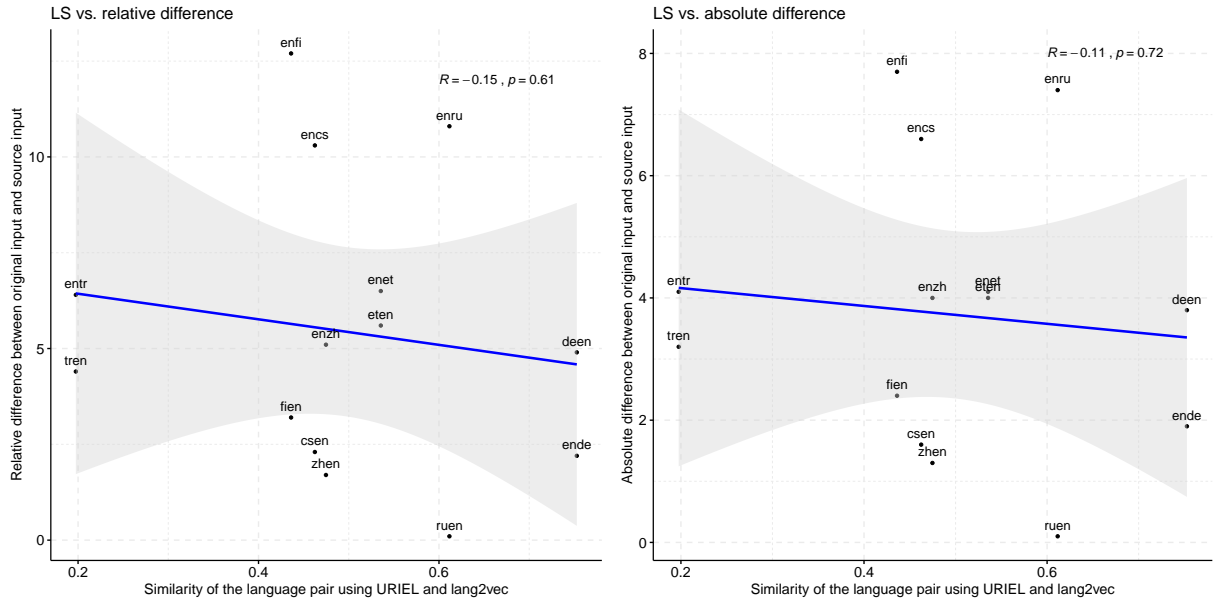 LS vs. relative difference
Relative difference between original input and source input
10
5
0
enfi
R = −0.15 , p = 0.61
enru
encs
entr
enet
eten
enzh
tren
deen
fien
csen
ende
zhen
ruen
0.2
0.4
0.6
Similarity of the language pair using URIEL and lang2vec
LS vs. absolute difference
Absolute difference between original input and source input
8
6
4
2
0
R = −0.11 , p = 0.72
enfi
enru
encs
entr
enet
eten
enzh
deen
tren
fien
ende
csen
zhen
ruen
0.2
0.4
0.6
Similarity of the language pair using URIEL and lang2vec